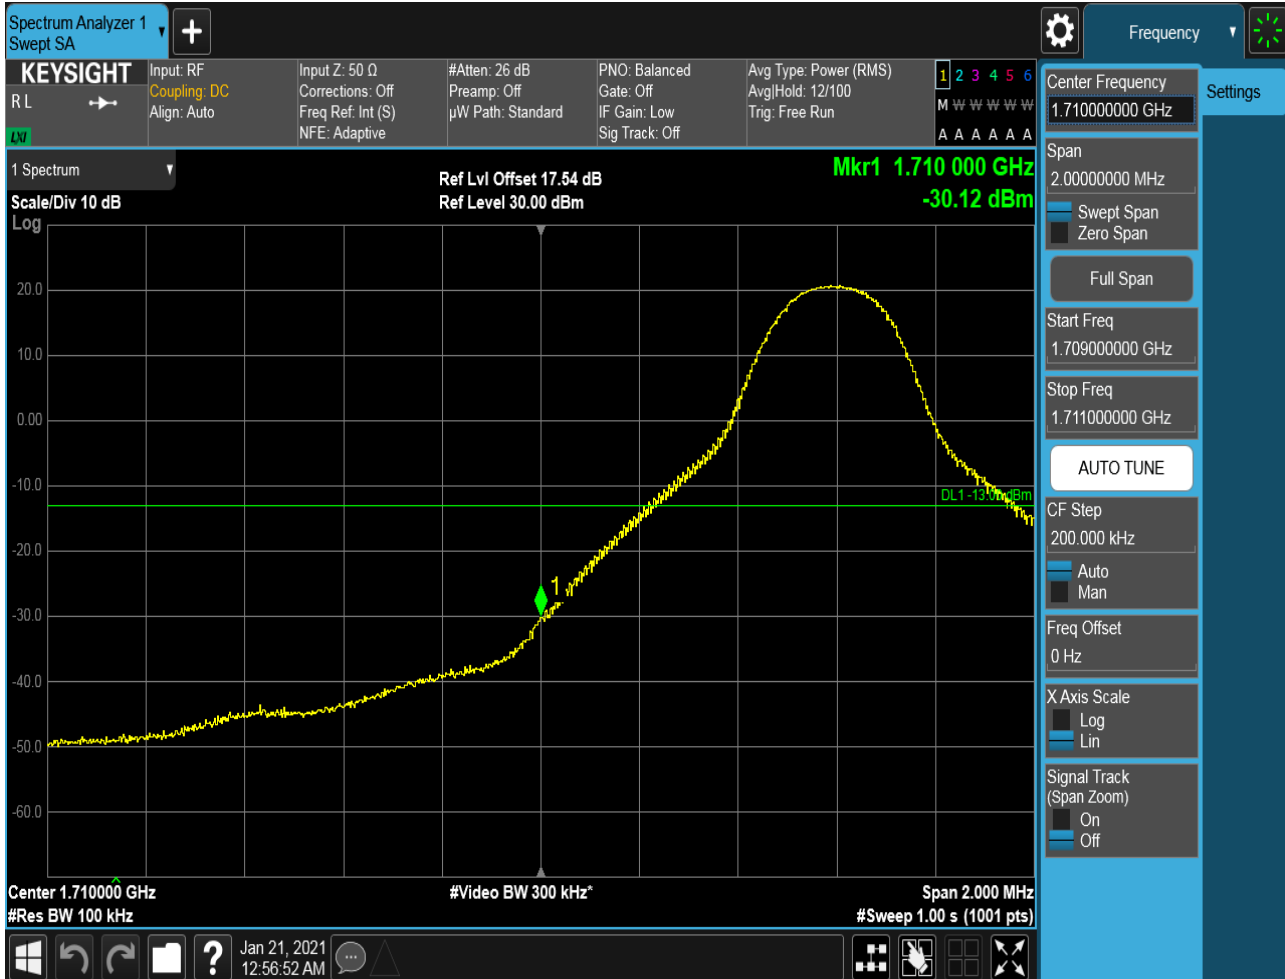 Spectrum Analyzer 1
Swept SA
+
Frequency
KEYSIGHT
R L
LXI
Input: RF
Coupling: DC
Align: Auto
Input Z: 50 Ω
Corrections: Off
Freq Ref: Int (S)
NFE: Adaptive
#Atten: 26 dB
Preamp: Off
µW Path: Standard
PNO: Balanced
Gate: Off
IF Gain: Low
Sig Track: Off
Avg Type: Power (RMS)
Avg|Hold: 12/100
Trig: Free Run
1 2 3 4 5 6
M W W W W W
A A A A A A
1 Spectrum
Scale/Div 10 dB
Log
Ref Lvl Offset 17.54 dB
Ref Level 30.00 dBm
Mkr1 1.710 000 GHz
-30.12 dBm
20.0
10.0
0.00
-10.0
DL1 -13.00 dBm
-20.0
1
-30.0
-40.0
-50.0
-60.0
Center 1.710000 GHz
#Res BW 100 kHz
#Video BW 300 kHz*
Span 2.000 MHz
#Sweep 1.00 s (1001 pts)
Center Frequency
1.710000000 GHz
Settings
Span
2.00000000 MHz
Swept Span
Zero Span
Full Span
Start Freq
1.709000000 GHz
Stop Freq
1.711000000 GHz
AUTO TUNE
CF Step
200.000 kHz
Auto
Man
Freq Offset
0 Hz
X Axis Scale
Log
Lin
Signal Track
(Span Zoom)
On
Off
?
Jan 21, 2021
12:56:52 AM